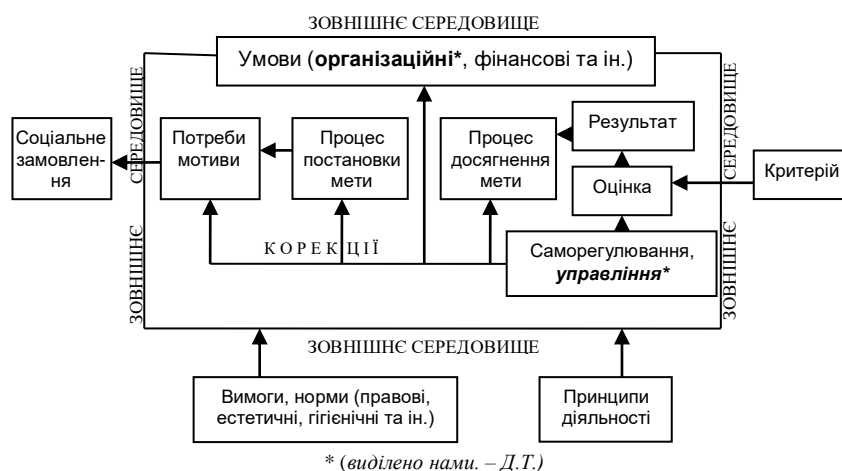 ЗОВНІШНЄ СЕРЕДОВИЩЕ
Умови (організаційні*, фінансові та ін.)
ЗОВНІШНЄ СЕРЕДОВИЩЕ
Соціальне
замовлен-
ня
Потреби
мотиви
Процес
постановки
мети
Процес
досягнення
мети
Результат
Оцінка
Критерій
К О Р Е К Ц І Ї
Саморегулювання,
управління*
ЗОВНІШНЄ СЕРЕДОВИЩЕ
ЗОВНІШНЄ СЕРЕДОВИЩЕ
Вимоги, норми (правові,
естетичні, гігієнічні та ін.)
Принципи
діяльності
* (виділено нами. – Д.Т.)